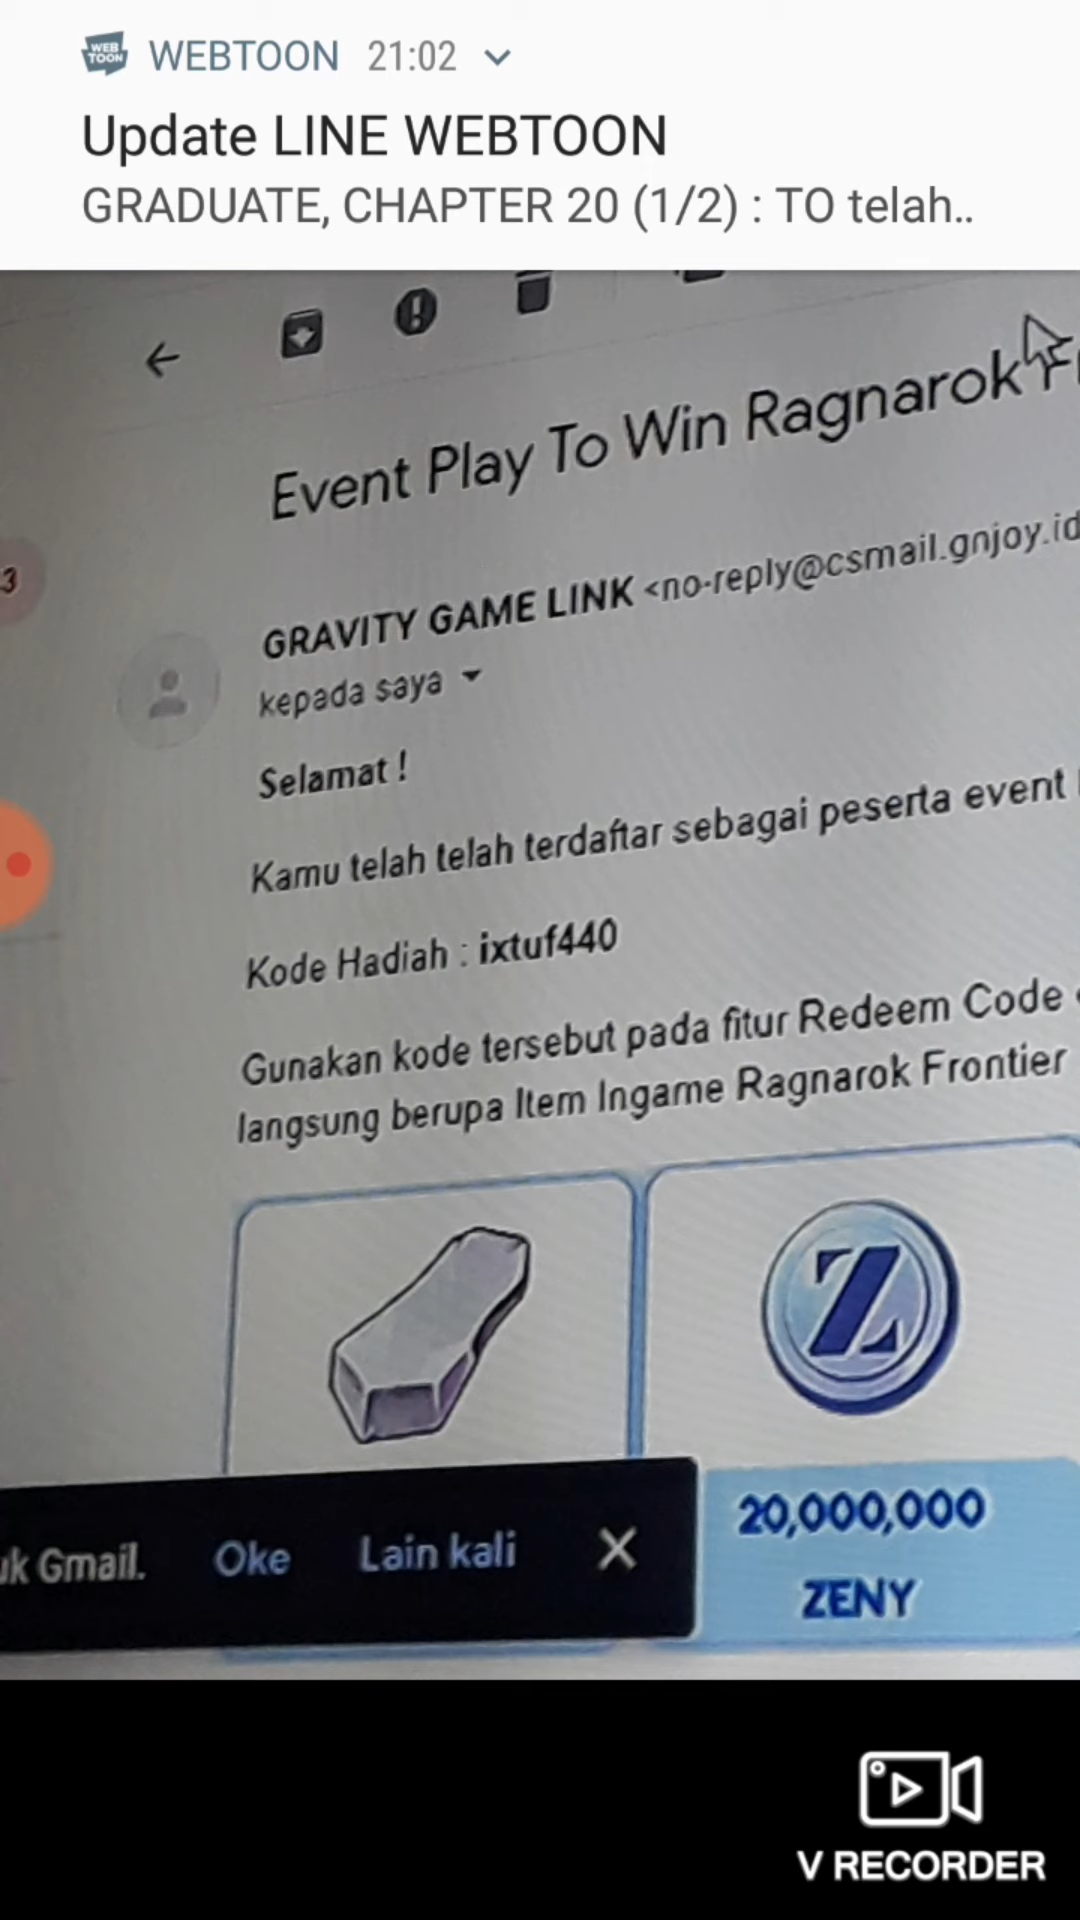 WEBTOON 21:02
Update LINE WEBTOON
GRADUATE, CHAPTER 20 (1/2) : TO telah..
Event Play To Win Ragnarok
3
GRAVITY GAME LINK <no-reply@csmail.gnjoy.id
kepada saya
Selamat !
Kamu telah telah terdaftar sebagai peserta event
Kode Hadiah : ixtuf440
Gunakan kode tersebut pada fitur Redeem Code
langsung berupa Item Ingame Ragnarok Frontier
Z
uk Gmail. Oke Lain kali
20,000,000
ZENY
V RECORDER